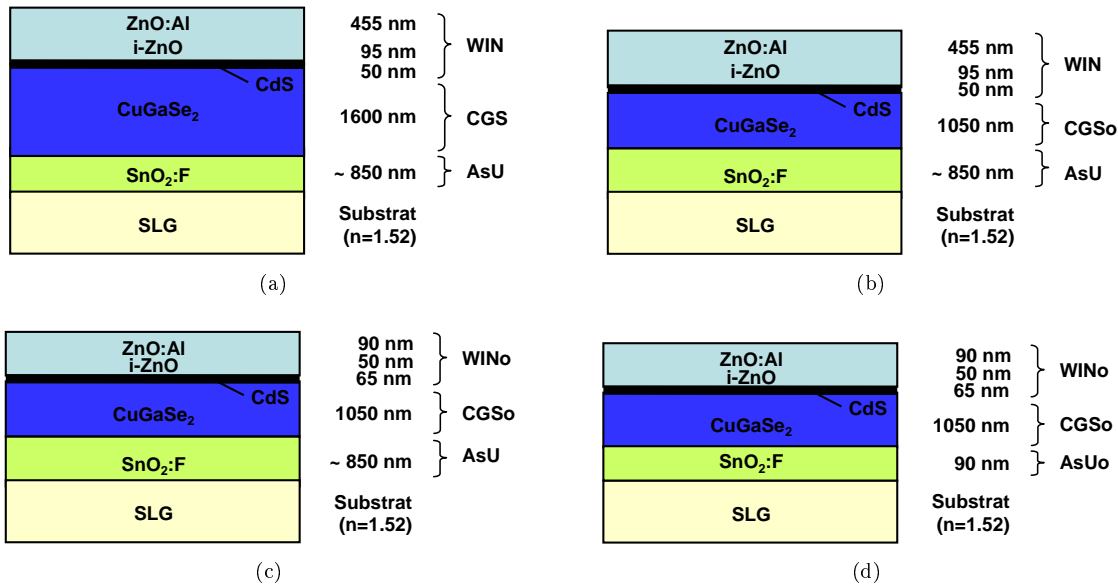 ZnO:Al
i-ZnO
CdS
CuGaSe₂
SnO₂:F
SLG
455 nm
95 nm
50 nm
WIN
1600 nm
CGS
~ 850 nm
AsU
Substrat
(n=1.52)
(a)
ZnO:Al
i-ZnO
CdS
CuGaSe₂
SnO₂:F
SLG
455 nm
95 nm
50 nm
WIN
1050 nm
CGSo
~ 850 nm
AsU
Substrat
(n=1.52)
(b)
ZnO:Al
i-ZnO
CdS
CuGaSe₂
SnO₂:F
SLG
90 nm
50 nm
65 nm
WINo
1050 nm
CGSo
~ 850 nm
AsU
Substrat
(n=1.52)
(c)
ZnO:Al
i-ZnO
CdS
CuGaSe₂
SnO₂:F
SLG
90 nm
50 nm
65 nm
WINo
1050 nm
CGSo
90 nm
AsUo
Substrat
(n=1.52)
(d)